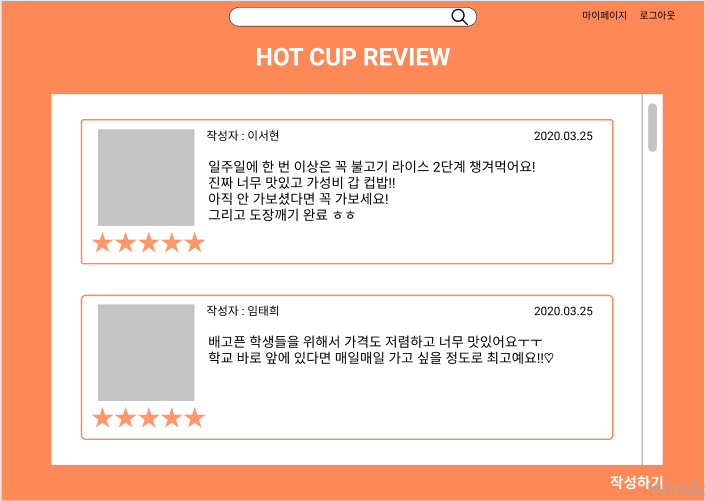 마이페이지 로그아웃
HOT CUP REVIEW
작성자 : 이서현 2020.03.25
일주일에 한 번 이상은 꼭 불고기 라이스 2단계 챙겨먹어요!
진짜 너무 맛있고 가성비 갑 컵밥!!
아직 안 가보셨다면 꼭 가보세요!
그리고 도장깨기 완료 ㅎㅎ
★★★★★
작성자 : 임태희 2020.03.25
배고픈 학생들을 위해서 가격도 저렴하고 너무 맛있어요ㅜㅜ
학교 바로 앞에 있다면 매일매일 가고 싶을 정도로 최고예요!!♡
★★★★★
작성하기